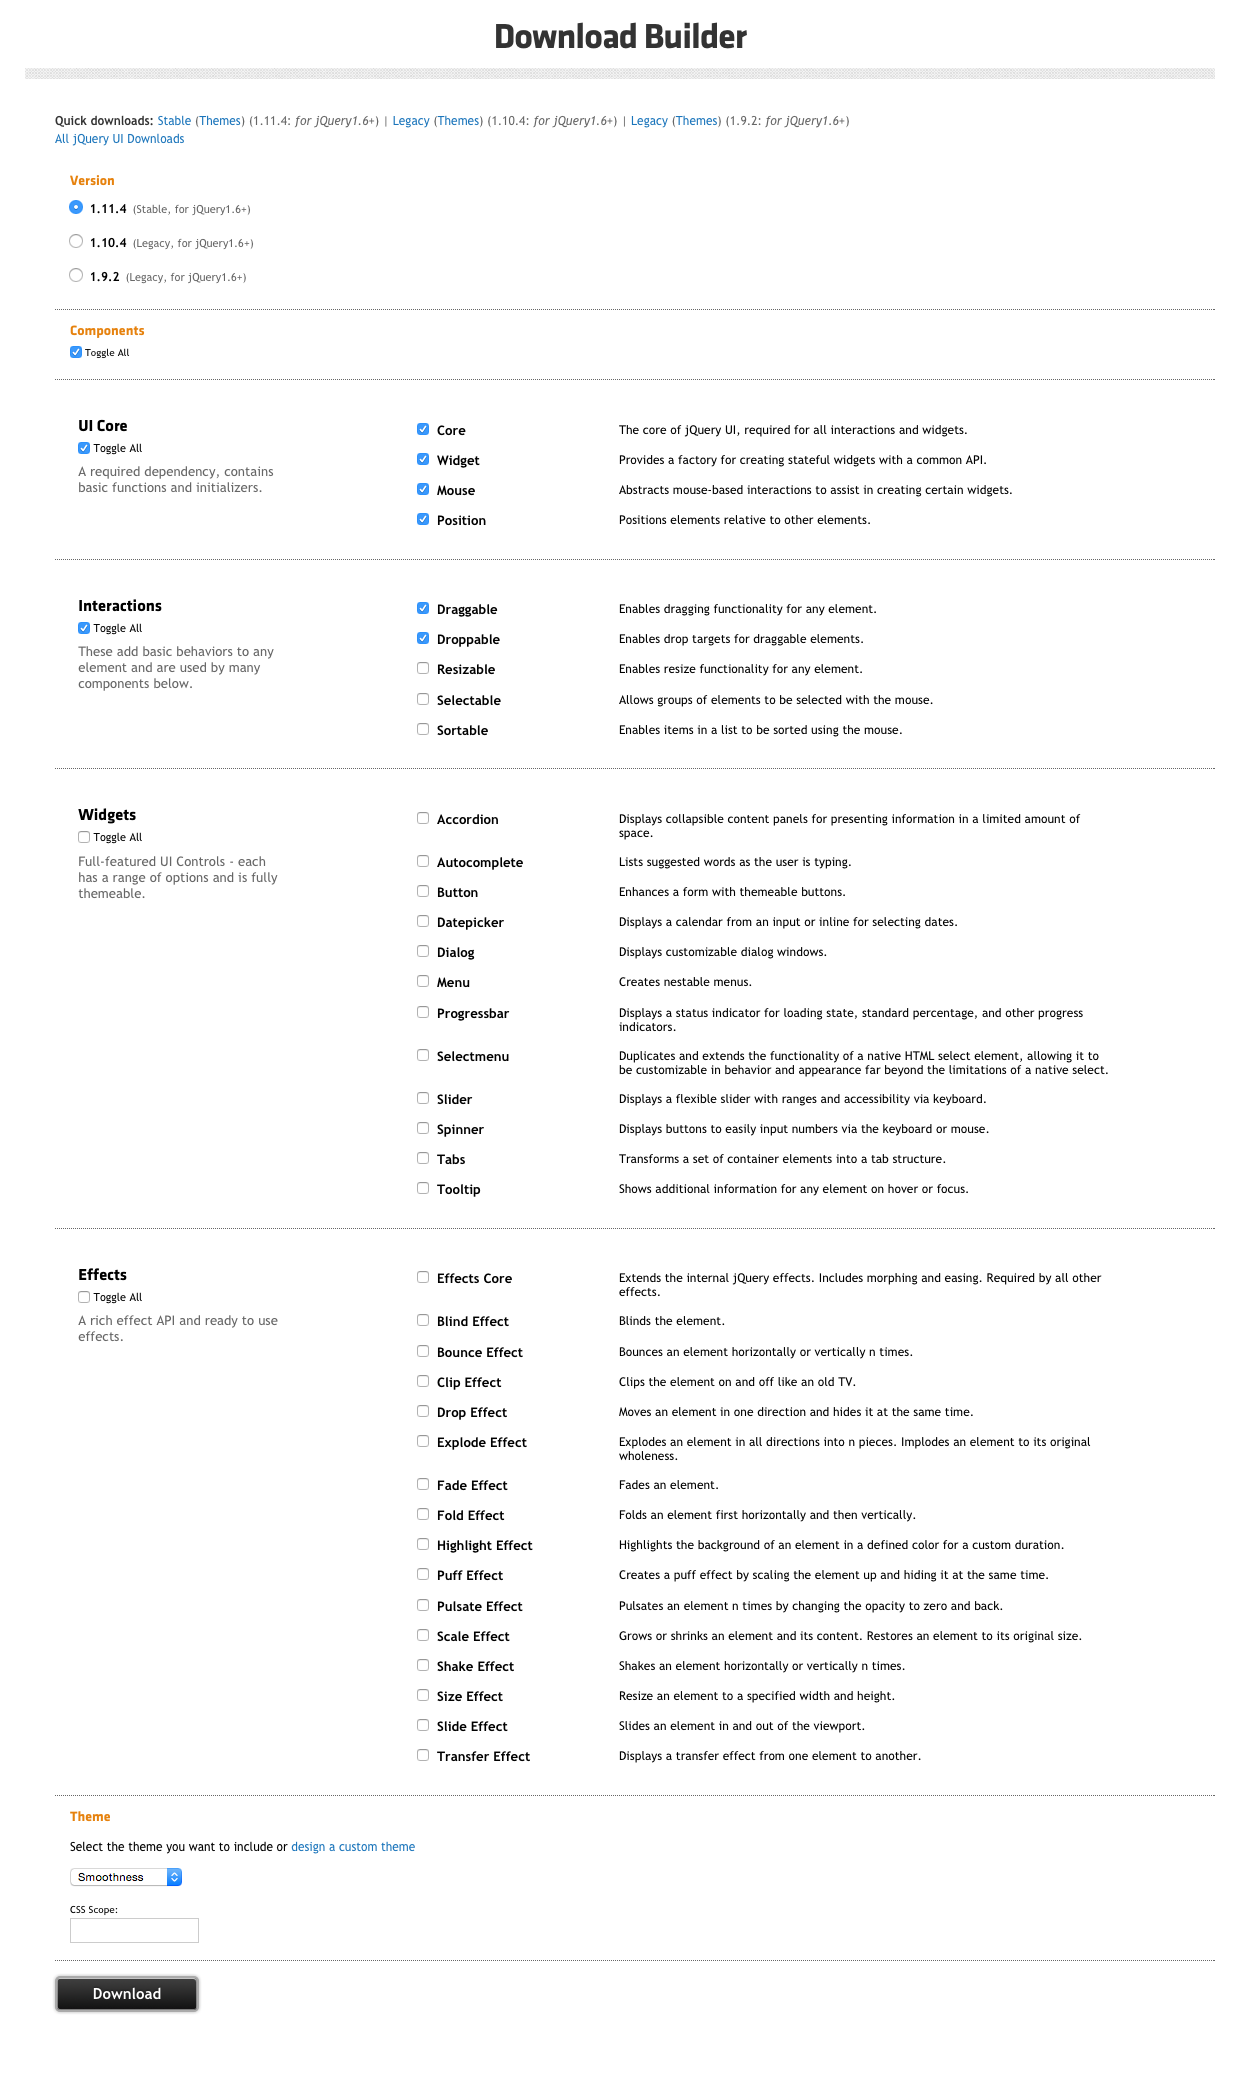 Download Builder
Quick downloads: Stable (Themes) (1.11.4: for jQuery1.6+) | Legacy (Themes) (1.10.4: for jQuery1.6+) | Legacy (Themes) (1.9.2: for jQuery1.6+)
All jQuery UI Downloads
Version
1.11.4 (Stable, for jQuery1.6+)
1.10.4 (Legacy, for jQuery1.6+)
1.9.2 (Legacy, for jQuery1.6+)
Components
Toggle All
UI Core
Toggle All
A required dependency, contains
basic functions and initializers.
Core The core of jQuery UI, required for all interactions and widgets.
Widget Provides a factory for creating stateful widgets with a common API.
Mouse Abstracts mouse-based interactions to assist in creating certain widgets.
Position Positions elements relative to other elements.
Interactions
Toggle All
These add basic behaviors to any
element and are used by many
components below.
Draggable Enables dragging functionality for any element.
Droppable Enables drop targets for draggable elements.
Resizable Enables resize functionality for any element.
Selectable Allows groups of elements to be selected with the mouse.
Sortable Enables items in a list to be sorted using the mouse.
Widgets
Toggle All
Full-featured UI Controls - each
has a range of options and is fully
themeable.
Accordion Displays collapsible content panels for presenting information in a limited amount of
space.
Autocomplete Lists suggested words as the user is typing.
Button Enhances a form with themeable buttons.
Datepicker Displays a calendar from an input or inline for selecting dates.
Dialog Displays customizable dialog windows.
Menu Creates nestable menus.
Progressbar Displays a status indicator for loading state, standard percentage, and other progress
indicators.
Selectmenu Duplicates and extends the functionality of a native HTML select element, allowing it to
be customizable in behavior and appearance far beyond the limitations of a native select.
Slider Displays a flexible slider with ranges and accessibility via keyboard.
Spinner Displays buttons to easily input numbers via the keyboard or mouse.
Tabs Transforms a set of container elements into a tab structure.
Tooltip Shows additional information for any element on hover or focus.
Effects
Toggle All
A rich effect API and ready to use
effects.
Effects Core Extends the internal jQuery effects. Includes morphing and easing. Required by all other
effects.
Blind Effect Blinds the element.
Bounce Effect Bounces an element horizontally or vertically n times.
Clip Effect Clips the element on and off like an old TV.
Drop Effect Moves an element in one direction and hides it at the same time.
Explode Effect Explodes an element in all directions into n pieces. Implodes an element to its original
wholeness.
Fade Effect Fades an element.
Fold Effect Folds an element first horizontally and then vertically.
Highlight Effect Highlights the background of an element in a defined color for a custom duration.
Puff Effect Creates a puff effect by scaling the element up and hiding it at the same time.
Pulsate Effect Pulsates an element n times by changing the opacity to zero and back.
Scale Effect Grows or shrinks an element and its content. Restores an element to its original size.
Shake Effect Shakes an element horizontally or vertically n times.
Size Effect Resize an element to a specified width and height.
Slide Effect Slides an element in and out of the viewport.
Transfer Effect Displays a transfer effect from one element to another.
Theme
Select the theme you want to include or design a custom theme
Smoothness
CSS Scope:
Download